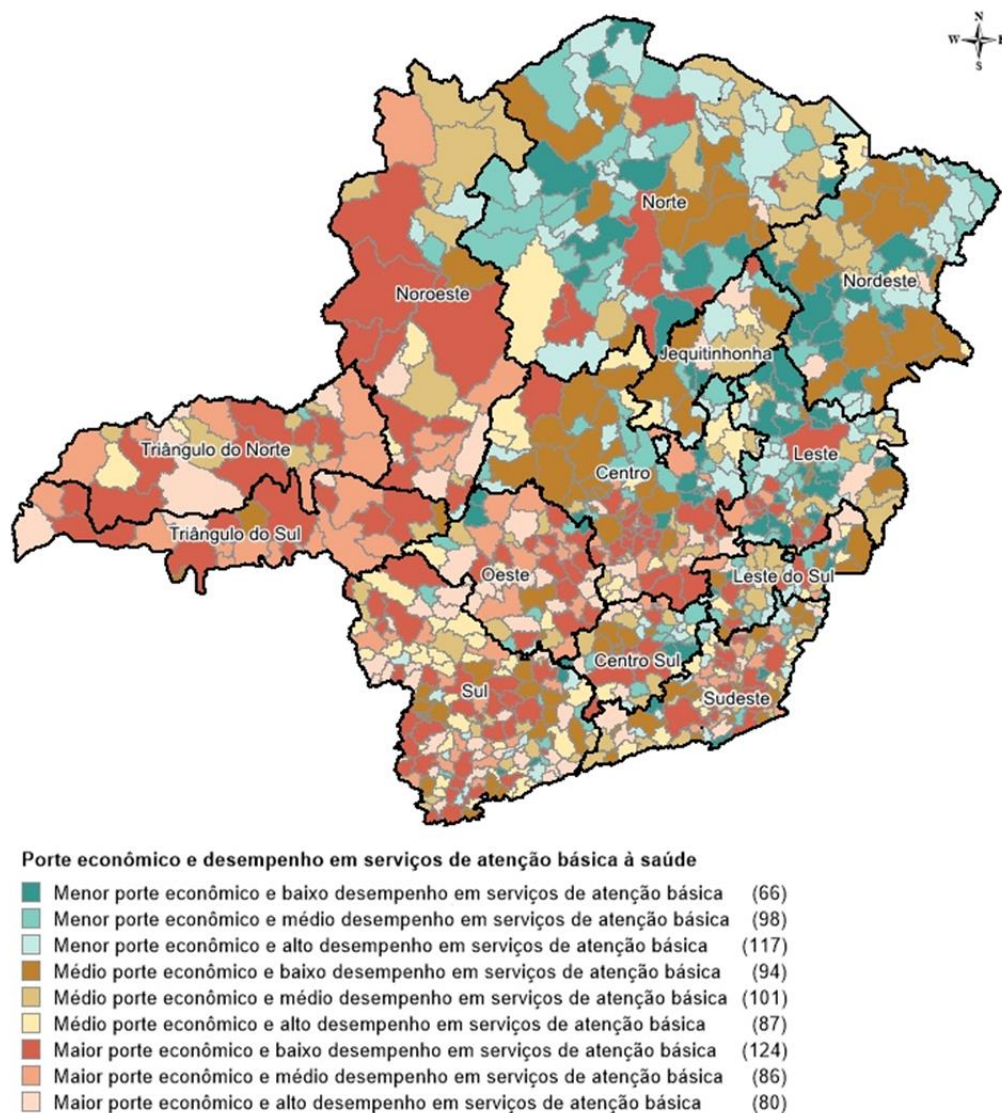 N
W E
S
Norte
Noroeste
Nordeste
Jequitinhonha
Triângulo do Norte
Centro
Leste
Triângulo do Sul
Oeste
Leste do Sul
Centro Sul
Sul
Sudeste
Porte econômico e desempenho em serviços de atenção básica à saúde
Menor porte econômico e baixo desempenho em serviços de atenção básica (66)
Menor porte econômico e médio desempenho em serviços de atenção básica (98)
Menor porte econômico e alto desempenho em serviços de atenção básica (117)
Médio porte econômico e baixo desempenho em serviços de atenção básica (94)
Médio porte econômico e médio desempenho em serviços de atenção básica (101)
Médio porte econômico e alto desempenho em serviços de atenção básica (87)
Maior porte econômico e baixo desempenho em serviços de atenção básica (124)
Maior porte econômico e médio desempenho em serviços de atenção básica (86)
Maior porte econômico e alto desempenho em serviços de atenção básica (80)